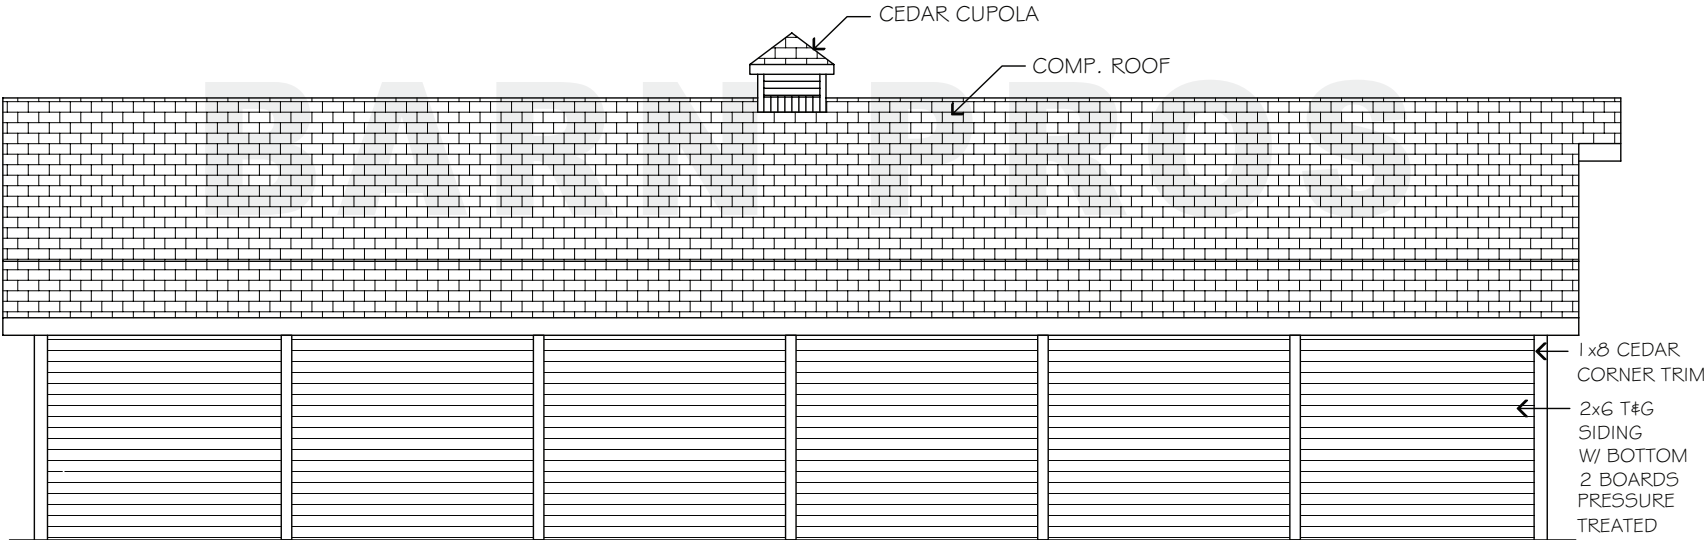 CEDAR CUPOLA
COMP. ROOF
BARN PROS
1x8 CEDAR
CORNER TRIM
2x6 T&G
SIDING
W/ BOTTOM
2 BOARDS
PRESSURE
TREATED